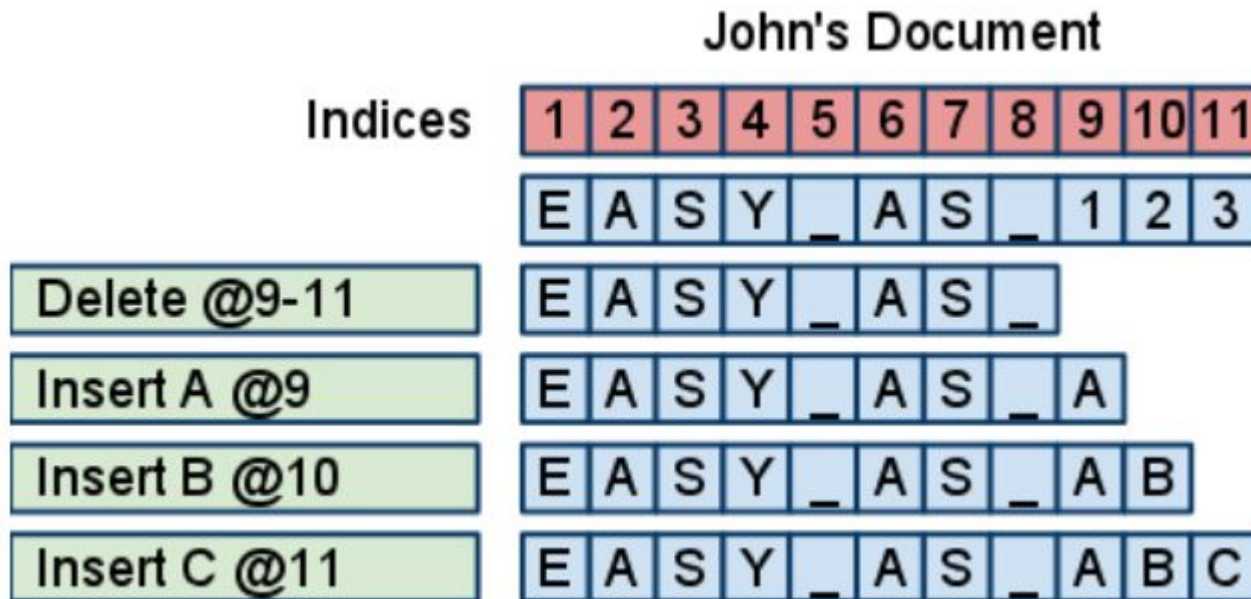 John's Document
Indices 1 2 3 4 5 6 7 8 9 10 11
E A S Y _ A S _ 1 2 3
Delete @9-11 E A S Y _ A S _
Insert A @9 E A S Y _ A S _ A
Insert B @10 E A S Y _ A S _ A B
Insert C @11 E A S Y _ A S _ A B C